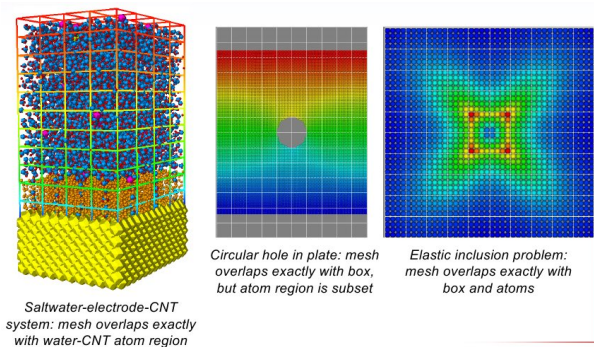 Circular hole in plate: mesh
overlaps exactly with box,
but atom region is subset
Elastic inclusion problem:
mesh overlaps exactly with
box and atoms
Saltwater-electrode-CNT
system: mesh overlaps exactly
with water-CNT atom region